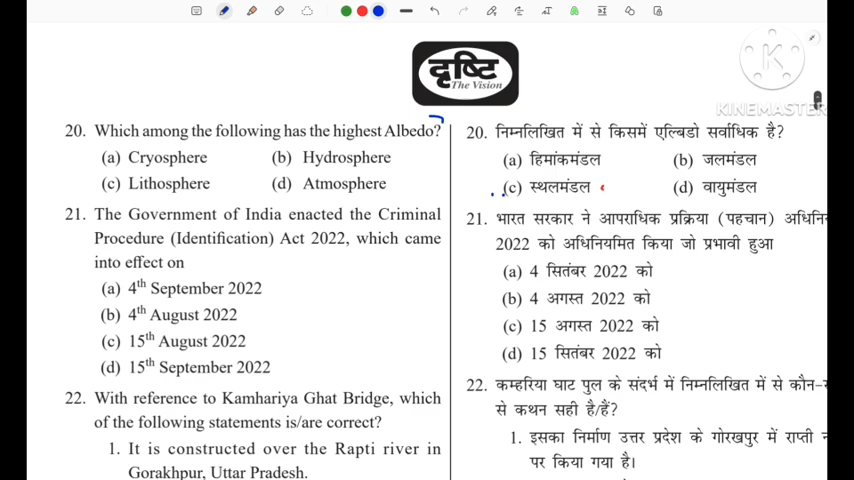 दृष्टि
The Vision
KINEMASTER
20. Which among the following has the highest Albedo?
(a) Cryosphere (b) Hydrosphere
(c) Lithosphere (d) Atmosphere
21. The Government of India enacted the Criminal
Procedure (Identification) Act 2022, which came
into effect on
(a) 4th September 2022
(b) 4th August 2022
(c) 15th August 2022
(d) 15th September 2022
22. With reference to Kamhariya Ghat Bridge, which
of the following statements is/are correct?
1. It is constructed over the Rapti river in
Gorakhpur, Uttar Pradesh.
20. निम्नलिखित में से किसमें एल्बिडो सर्वाधिक है?
(a) हिमांकमंडल (b) जलमंडल
(c) स्थलमंडल (d) वायुमंडल
21. भारत सरकार ने आपराधिक प्रक्रिया (पहचान) अधिनि
2022 को अधिनियमित किया जो प्रभावी हुआ
(a) 4 सितंबर 2022 को
(b) 4 अगस्त 2022 को
(c) 15 अगस्त 2022 को
(d) 15 सितंबर 2022 को
22. कम्हरिया घाट पुल के संदर्भ में निम्नलिखित में से कौन-
से कथन सही है/हैं?
1. इसका निर्माण उत्तर प्रदेश के गोरखपुर में राप्ती
पर किया गया है।